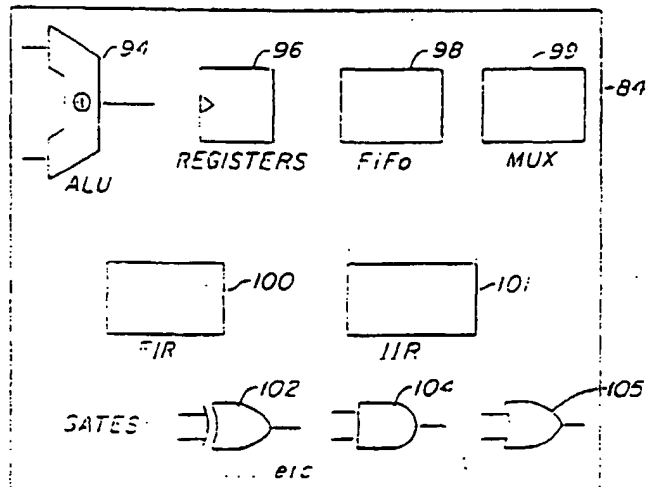 94 96 98 99
84
ALU REGISTERS FiFo MUX
100 101
FIR IIR
102 104 105
GATES
... etc